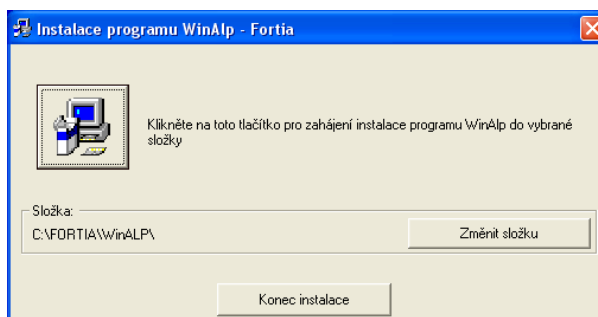 Instalace programu WinAlp - Fortia
Klikněte na toto tlačítko pro zahájení instalace programu WinAlp do vybrané
složky
Složka:
C:\FORTIA\WinALP\
Změnit složku
Konec instalace